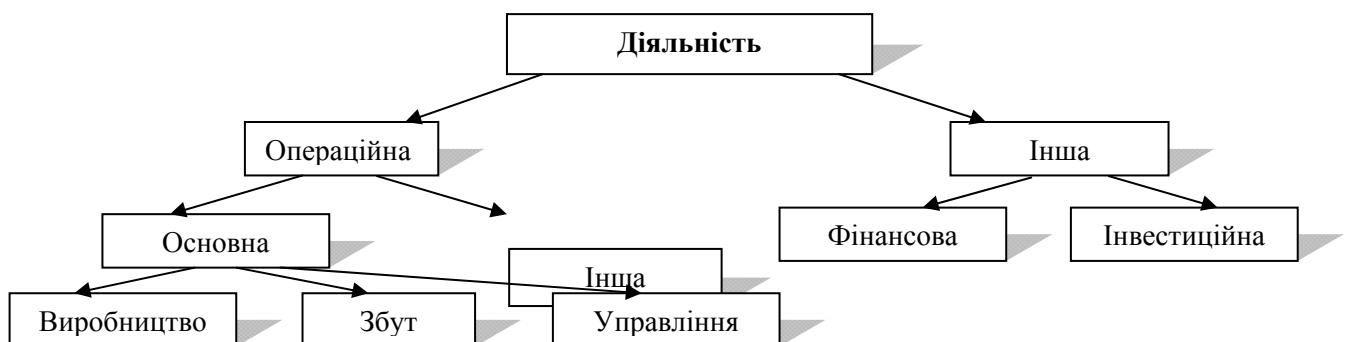 Діяльність
Операційна
Інша
Основна
Фінансова
Інвестиційна
Інша
Виробництво
Збут
Управління